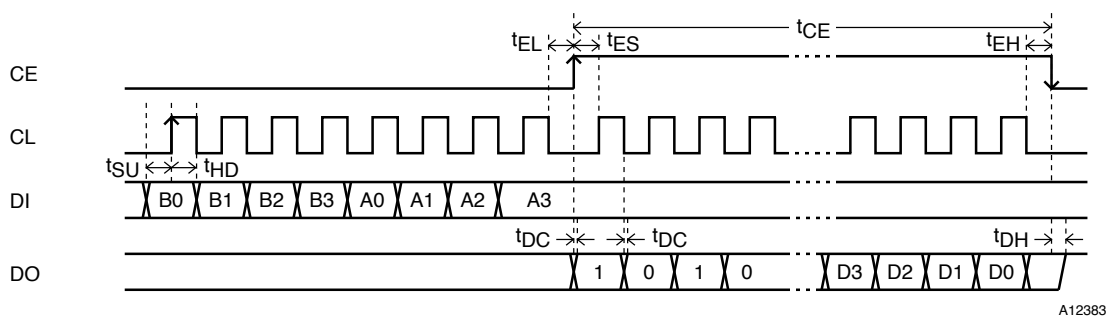 tCE
tEL tES tEH
CE
CL
tSU tHD
DI B0 B1 B2 B3 A0 A1 A2 A3
tDC tDC tDH
DO 1 0 1 0 D3 D2 D1 D0
A12383